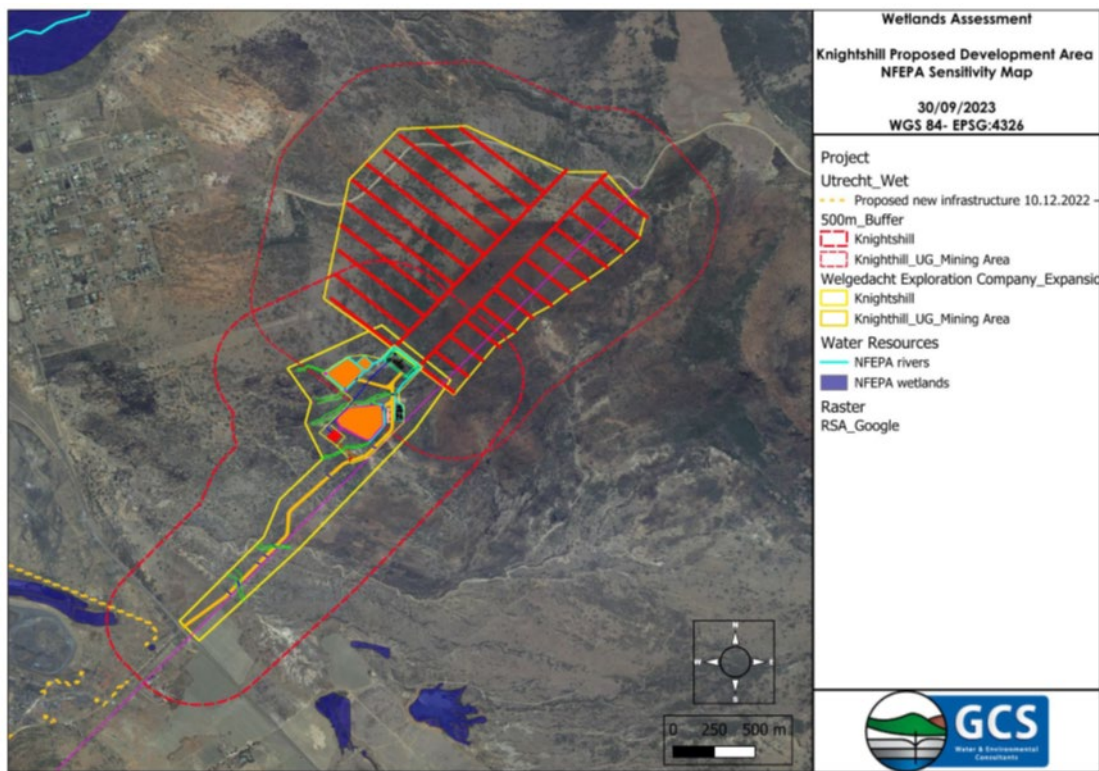 Wetlands Assessment
Knightshill Proposed Development Area
NFEPA Sensitivity Map
30/09/2023
WGS 84- EPSG:4326
Project
Utrecht_Wet
Proposed new infrastructure 10.12.2022 –
500m_Buffer
Knightshill
Knighthill_UG_Mining Area
Welgedacht Exploration Company_Expansio
Knightshill
Knighthill_UG_Mining Area
Water Resources
NFEPA rivers
NFEPA wetlands
Raster
RSA_Google
N
W E
S
0 250 500 m
GCS
Water & Environmental
Consultants